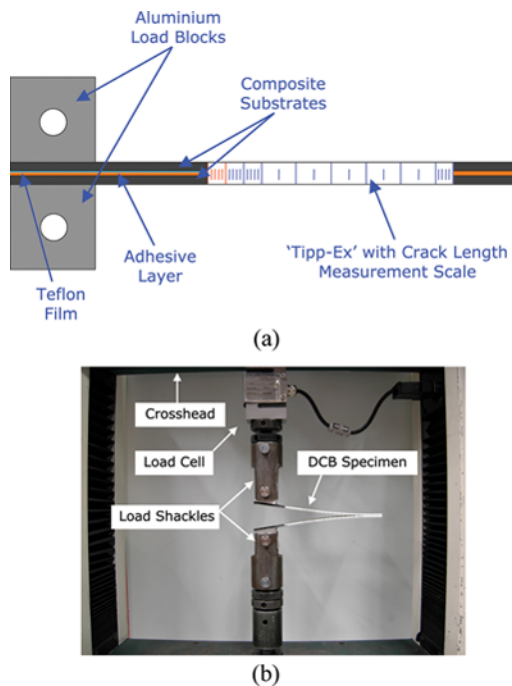 Aluminium
Load Blocks
Composite
Substrates
Adhesive
Layer
Teflon
Film
'Tipp-Ex' with Crack Length
Measurement Scale
(a)
Crosshead
Load Cell
DCB Specimen
Load Shackles
(b)